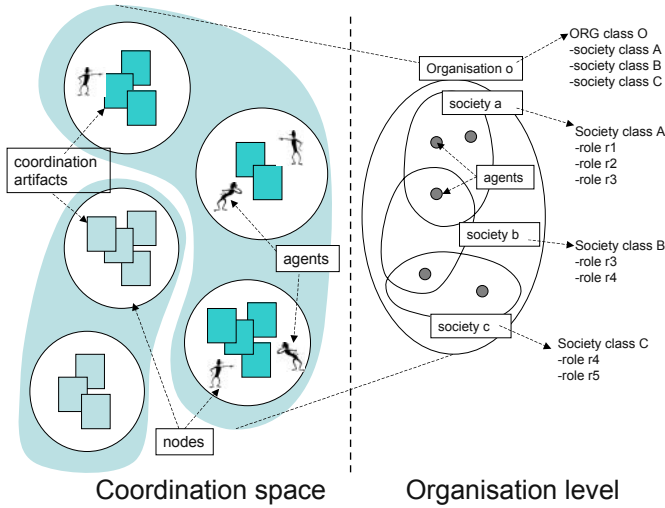 ORG class O
-society class A
-society class B
-society class C
Organisation o
society a
Society class A
-role r1
-role r2
-role r3
coordination
artifacts
agents
society b
agents
Society class B
-role r3
-role r4
society c
Society class C
-role r4
-role r5
nodes
Coordination space
Organisation level